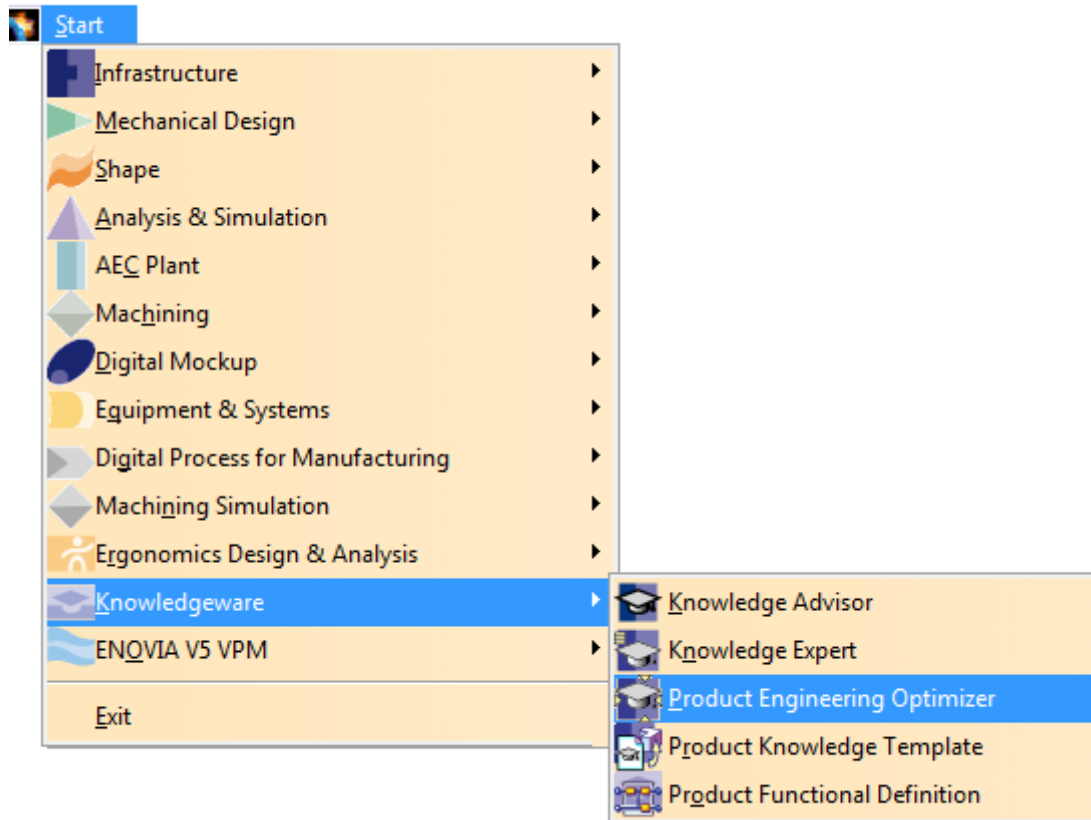 Start
Infrastructure
Mechanical Design
Shape
Analysis & Simulation
AEC Plant
Machining
Digital Mockup
Equipment & Systems
Digital Process for Manufacturing
Machining Simulation
Ergonomics Design & Analysis
Knowledgeware
ENOVIA V5 VPM
Exit
Knowledge Advisor
Knowledge Expert
Product Engineering Optimizer
Product Knowledge Template
Product Functional Definition